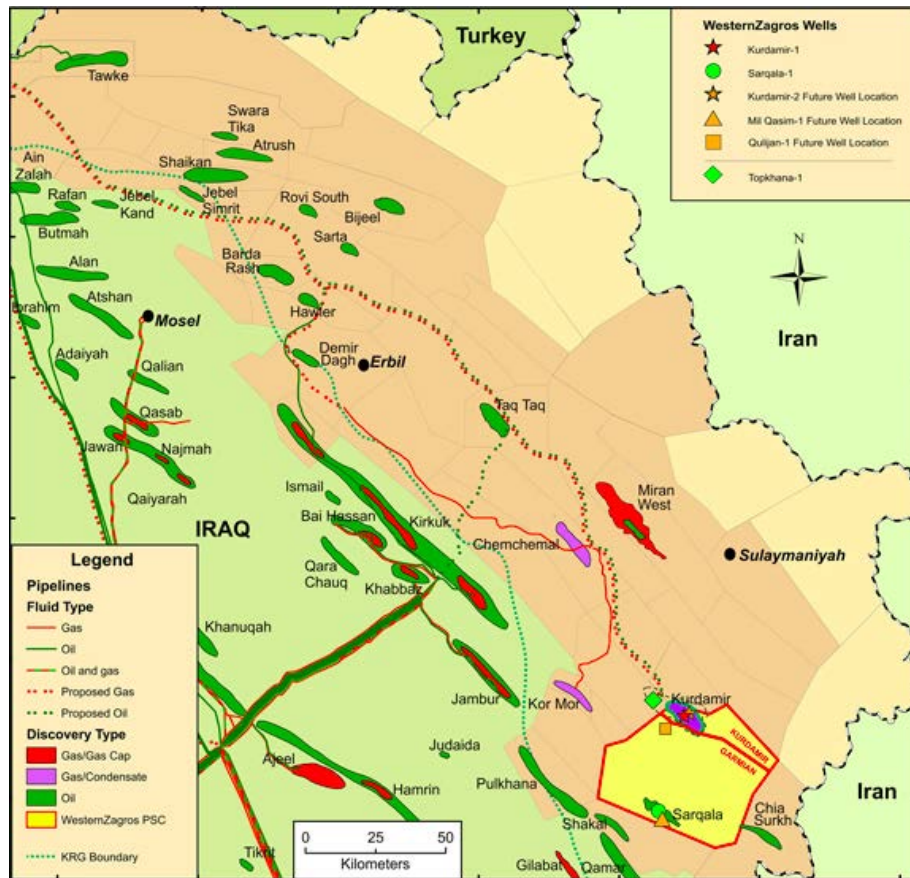 Turkey
Tawke
Swara
Tika
Atrush
Ain
Zalah
Shaikan
Rafan
Jebel
Kand
Jebel
Simrit
Rovi South
Bijeel
Butmah
Sarta
Alan
Barda
Rash
Atshan
Hawler
Ibrahim
Mosel
Iran
Demir
Dagh
Erbil
Adaiyah
Qalian
Qasab
Taq Taq
Jawan
Najmah
Qaiyarah
Ismail
Miran
West
IRAQ
Bai Hassan
Kirkuk
Chemchemal
Sulaymaniyah
Qara
Chauq
Khabbaz
Khanuqah
Jambur
Kor Mor
Kurdamir
KURDAMIR
GARMIAN
Judaida
Ajeel
Hamrin
Pulkhana
Sarqala
Chia
Surkh
Iran
Shakal
Tikrit
Gilabat
Qamar
WesternZagros Wells
Kurdamir-1
Sarqala-1
Kurdamir-2 Future Well Location
Mil Qasim-1 Future Well Location
Qulijan-1 Future Well Location
Topkhana-1
N
Legend
Pipelines
Fluid Type
Gas
Oil
Oil and gas
Proposed Gas
Proposed Oil
Discovery Type
Gas/Gas Cap
Gas/Condensate
Oil
WesternZagros PSC
KRG Boundary
0 25 50
Kilometers